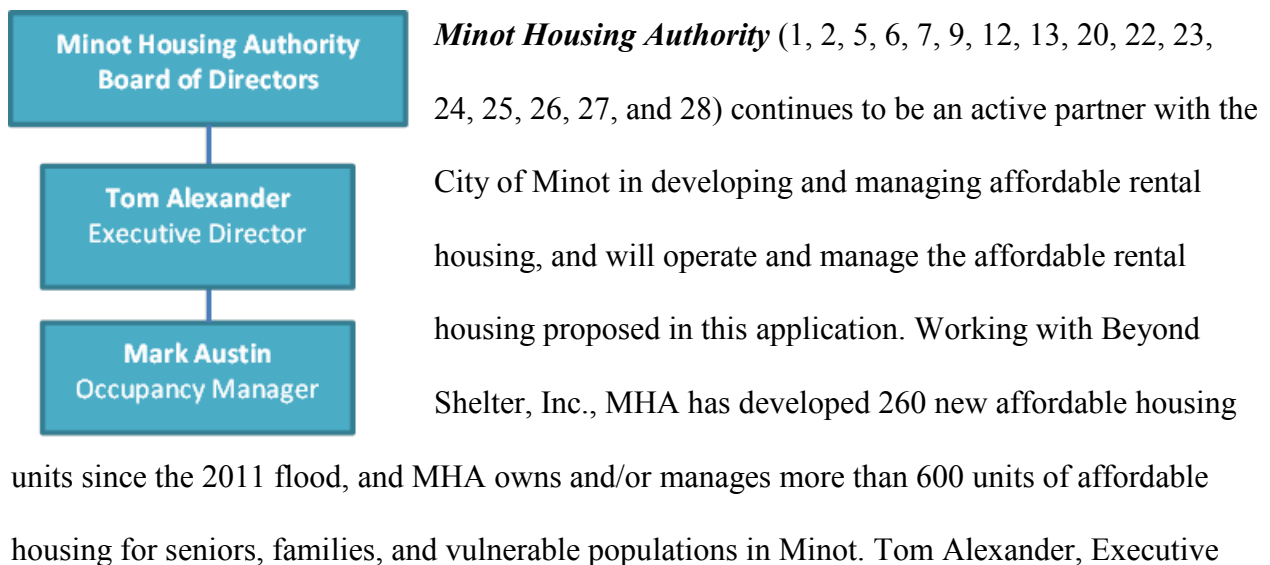 Minot Housing Authority
Board of Directors
Tom Alexander
Executive Director
Mark Austin
Occupancy Manager
Minot Housing Authority (1, 2, 5, 6, 7, 9, 12, 13, 20, 22, 23,
24, 25, 26, 27, and 28) continues to be an active partner with the
City of Minot in developing and managing affordable rental
housing, and will operate and manage the affordable rental
housing proposed in this application. Working with Beyond
Shelter, Inc., MHA has developed 260 new affordable housing
units since the 2011 flood, and MHA owns and/or manages more than 600 units of affordable
housing for seniors, families, and vulnerable populations in Minot. Tom Alexander, Executive